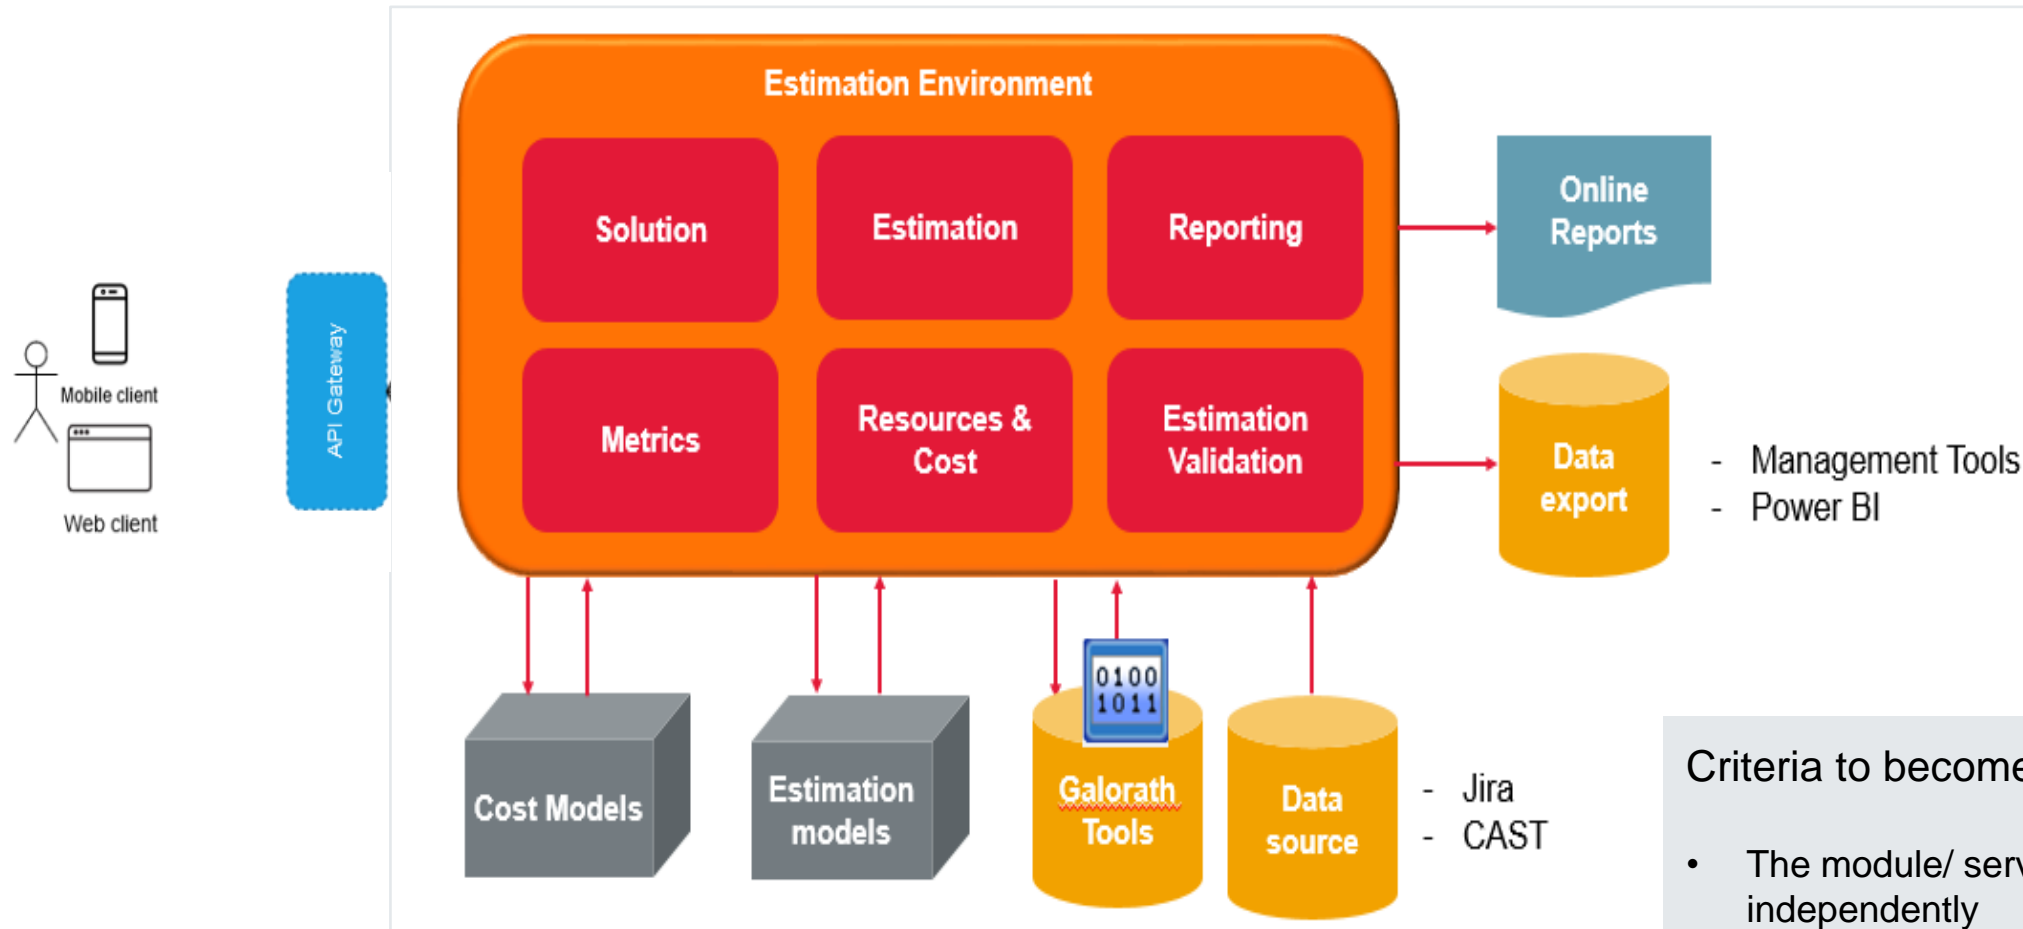 Estimation Environment
Solution
Estimation
Reporting
Metrics
Resources &
Cost
Estimation
Validation
Online
Reports
Data
export
- Management Tools
- Power BI
Mobile client
Web client
API Gateway
Cost Models
Estimation
models
0100
1011
Galorath
Tools
Data
source
- Jira
- CAST
Criteria to become
• The module/ serv
independently